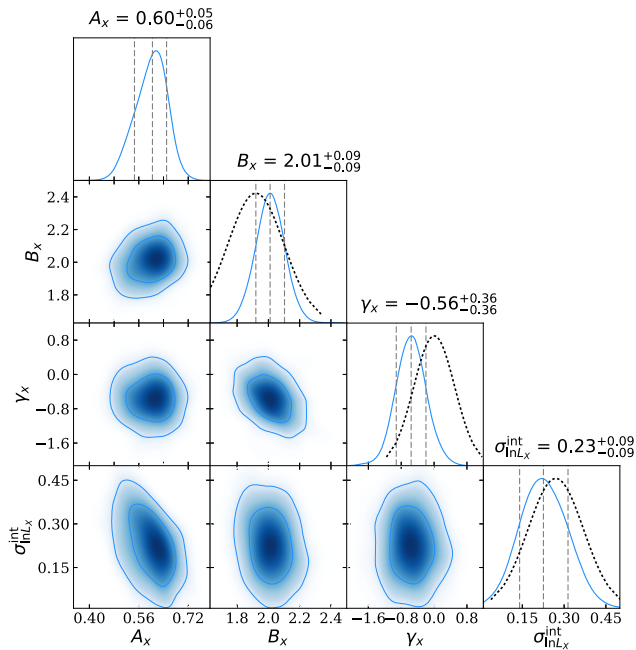 A_x = 0.60^{+0.05}_{-0.06}
B_x = 2.01^{+0.09}_{-0.09}
2.4
2.2
2.0
1.8
B_x
γ_x = −0.56^{+0.36}_{-0.36}
0.8
0.0
−0.8
−1.6
γ_x
σ^{int}_{lnL_x} = 0.23^{+0.09}_{-0.09}
0.45
0.30
0.15
σ^{int}_{lnL_x}
0.40 0.56 0.72 1.8 2.1 2.4 −1.6 −0.8 0.0 0.8 0.15 0.30 0.45
A_x B_x γ_x σ^{int}_{lnL_x}